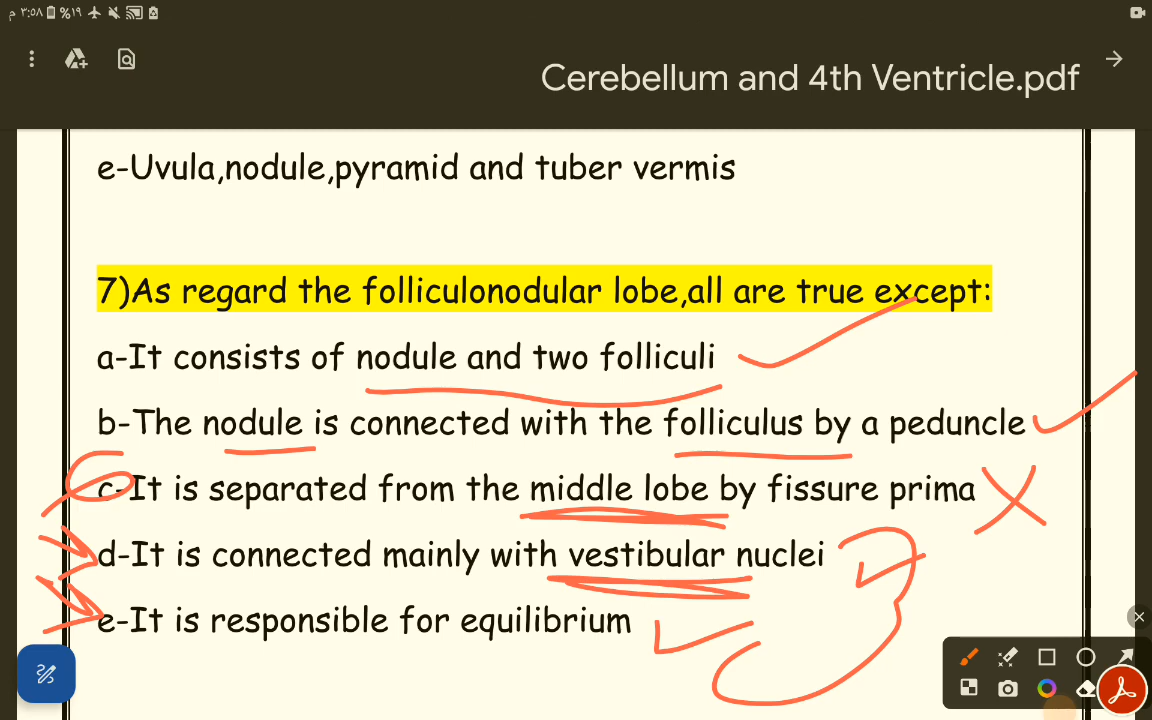 م ٣:٥٨ %١٩
Cerebellum and 4th Ventricle.pdf
e-Uvula,nodule,pyramid and tuber vermis
7)As regard the folliculonodular lobe,all are true except:
a-It consists of nodule and two folliculi
b-The nodule is connected with the folliculus by a peduncle
c-It is separated from the middle lobe by fissure prima
d-It is connected mainly with vestibular nuclei
e-It is responsible for equilibrium